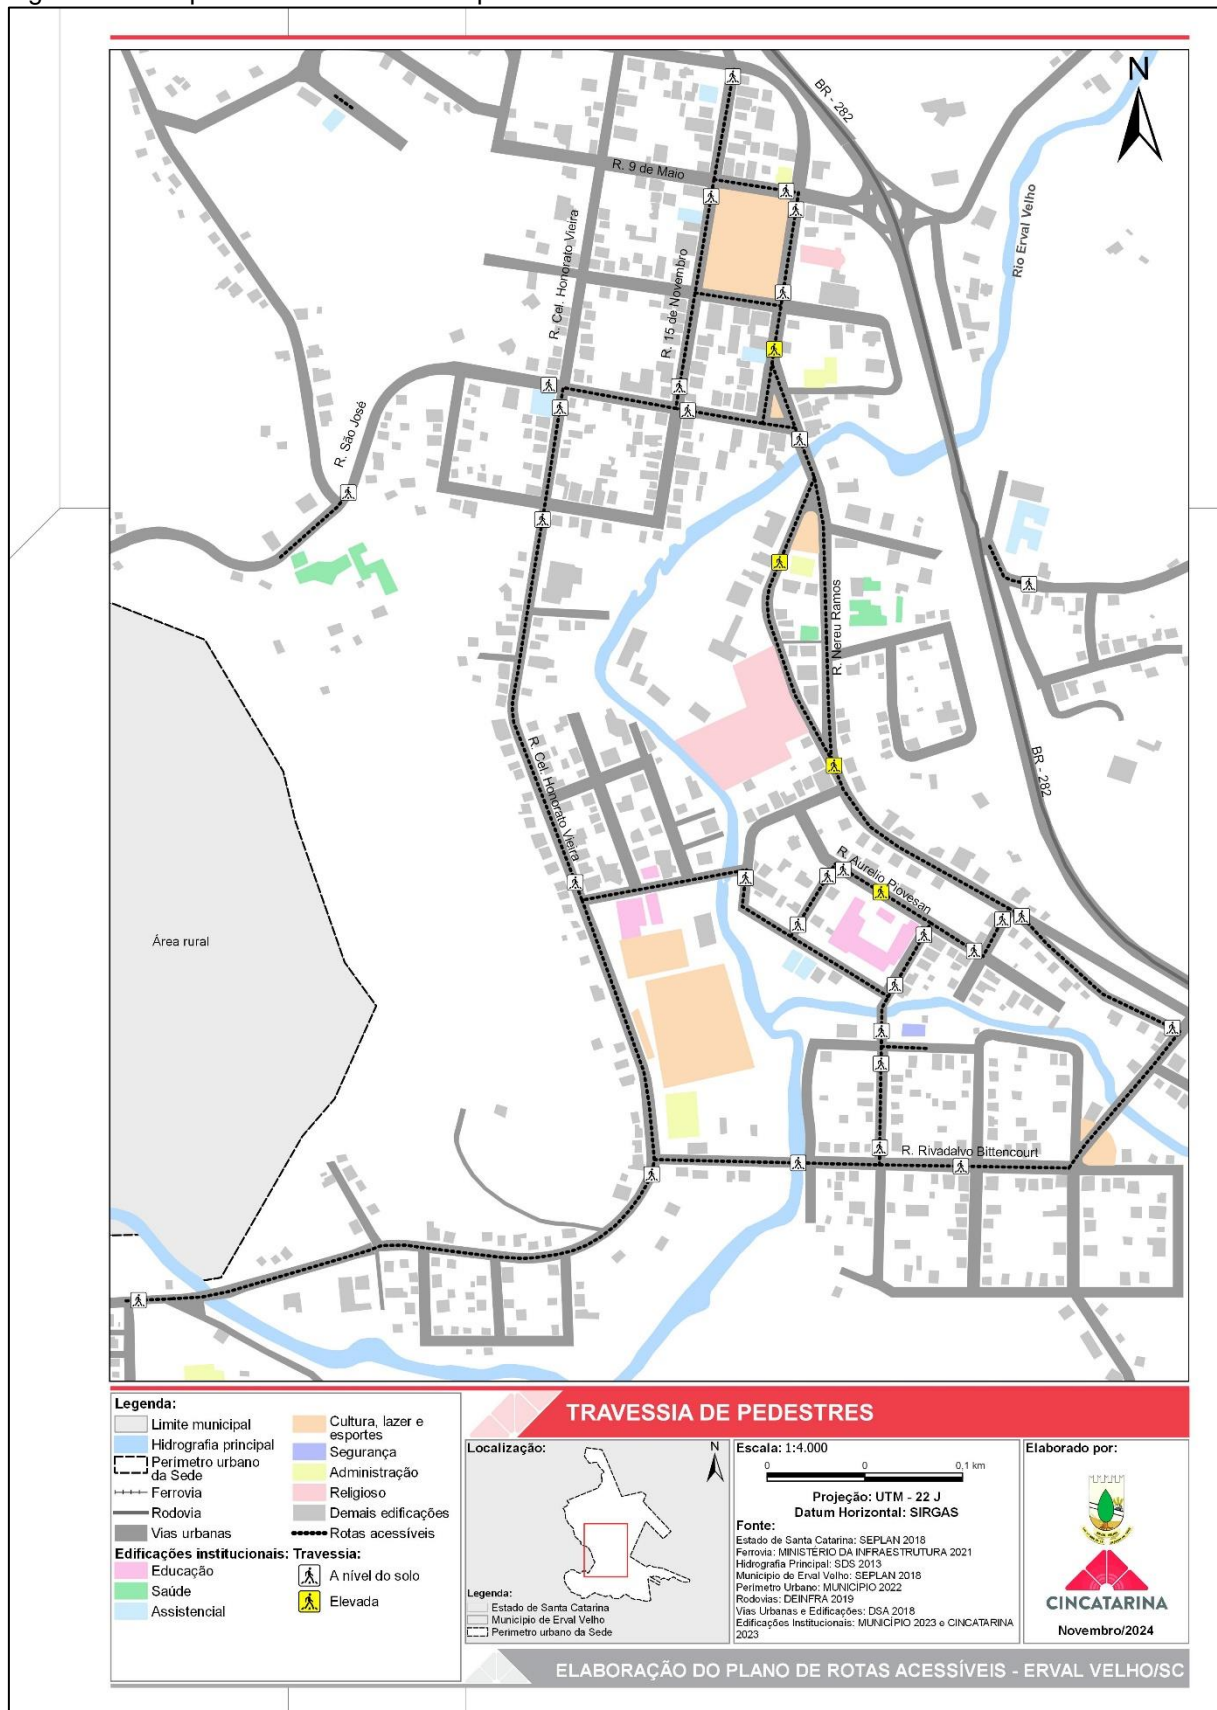 N
BR - 282
R. 9 de Maio
Rio Erval Velho
R. Cel. Honorato Vieira
R. 15 de Novembro
R. São José
R. Nereu Ramos
R. Cel. Honorato Vieira
BR - 282
R. Aurelio Piovesan
Área rural
R. Rivadalvo Bittencourt
Legenda:
Limite municipal
Hidrografia principal
Perímetro urbano
da Sede
Ferrovia
Rodovia
Vias urbanas
Cultura, lazer e
esportes
Segurança
Administração
Religioso
Demais edificações
Rotas acessíveis
Edificações institucionais:
Educação
Saúde
Assistencial
Travessia:
A nível do solo
Elevada
TRAVESSIA DE PEDESTRES
Localização:
N
Legenda:
Estado de Santa Catarina
Município de Erval Velho
Perímetro urbano da Sede
Escala: 1:4.000
0 0 0,1 km
Projeção: UTM - 22 J
Datum Horizontal: SIRGAS
Fonte:
Estado de Santa Catarina: SEPLAN 2018
Ferrovia: MINISTÉRIO DA INFRAESTRUTURA 2021
Hidrografia Principal: SDS 2013
Município de Erval Velho: SEPLAN 2018
Perímetro Urbano: MUNICÍPIO 2022
Rodovias: DEINFRA 2019
Vias Urbanas e Edificações: DSA 2018
Edificações Institucionais: MUNICÍPIO 2023 e CINCATARINA
2023
Elaborado por:
CINCATARINA
Novembro/2024
ELABORAÇÃO DO PLANO DE ROTAS ACESSÍVEIS - ERVAL VELHO/SC